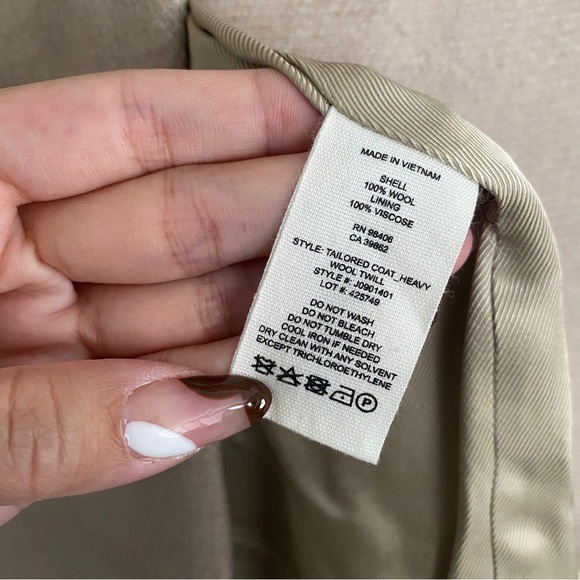 MADE IN VIETNAM
SHELL
100% WOOL
LINING
100% VISCOSE
RN 98406
CA 39862
STYLE: TAILORED COAT_HEAVY
WOOL TWILL
STYLE #: J0901401
LOT #: 425749
DO NOT WASH
DO NOT BLEACH
DO NOT TUMBLE DRY
COOL IRON IF NEEDED
DRY CLEAN WITH ANY SOLVENT
EXCEPT TRICHLOROETHYLENE
P